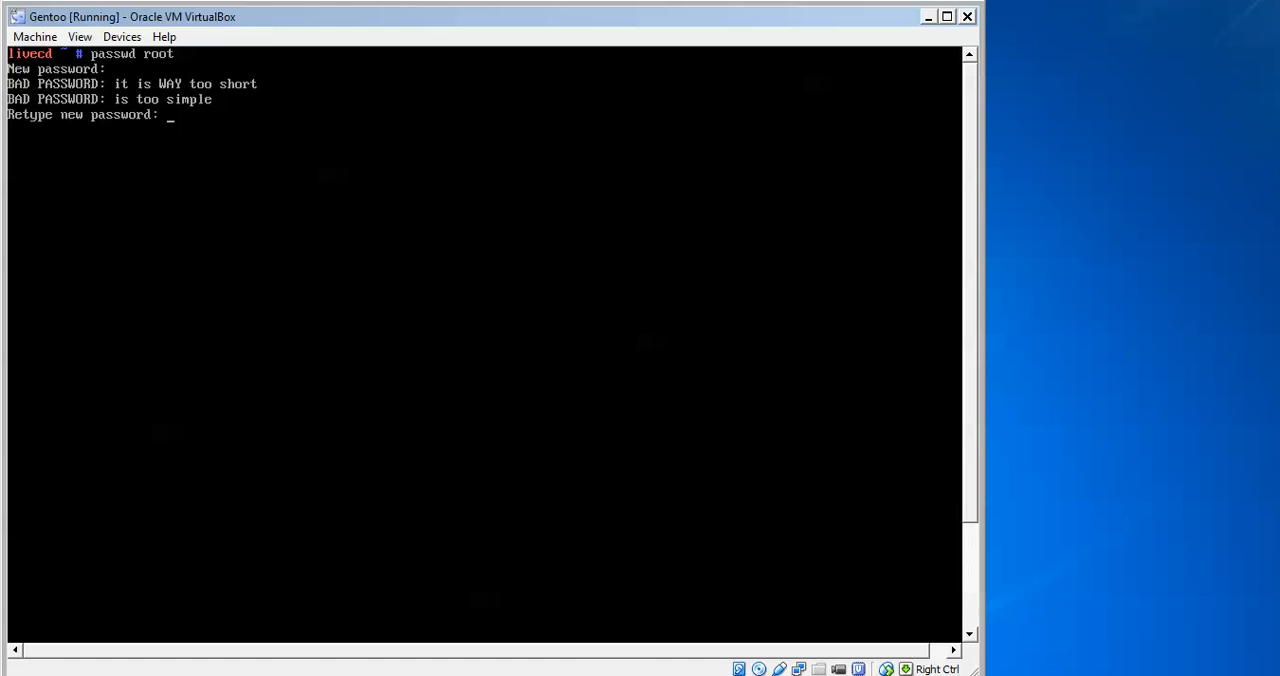 Gentoo [Running] - Oracle VM VirtualBox
Machine View Devices Help
livecd ~ # passwd root
New password:
BAD PASSWORD: it is WAY too short
BAD PASSWORD: is too simple
Retype new password: _
Right Ctrl